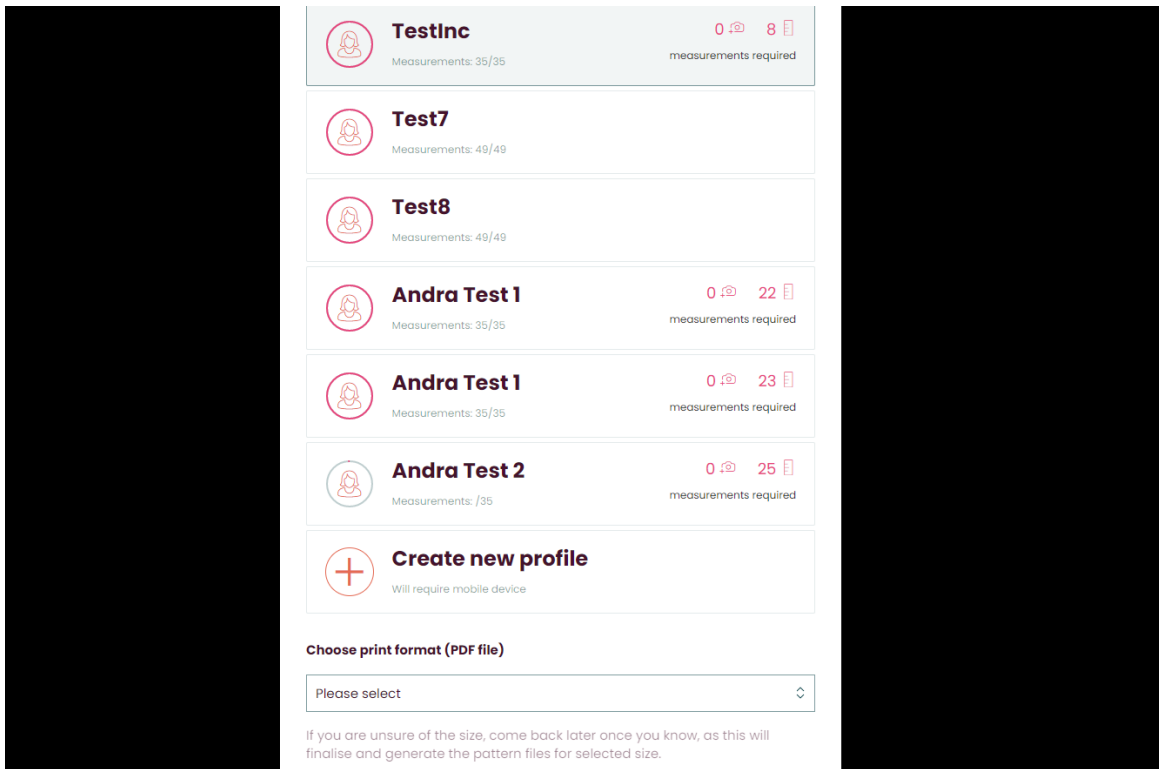 TestInc
0 8
Measurements: 35/35
measurements required
Test7
Measurements: 49/49
Test8
Measurements: 49/49
Andra Test 1
0 22
Measurements: 35/35
measurements required
Andra Test 1
0 23
Measurements: 35/35
measurements required
Andra Test 2
0 25
Measurements: /35
measurements required
Create new profile
Will require mobile device
Choose print format (PDF file)
Please select
If you are unsure of the size, come back later once you know, as this will
finalise and generate the pattern files for selected size.